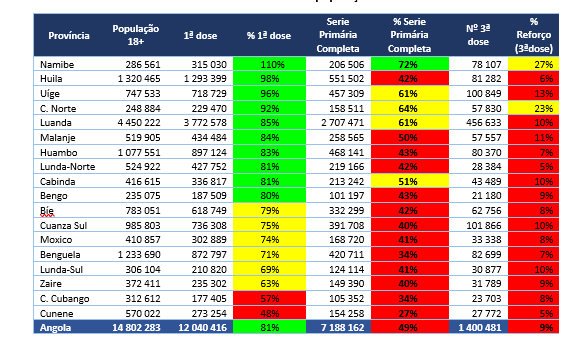 Província População 18+ 1ª dose % 1ª dose Serie Primária Completa % Serie Primária Completa Nº 3ª dose % Reforço (3ªdose)
Namibe 286 561 315 030 110% 206 506 72% 78 107 27%
Huila 1 320 465 1 293 399 98% 551 502 42% 81 282 6%
Uíge 747 533 718 729 96% 457 309 61% 100 849 13%
C. Norte 248 884 229 470 92% 158 511 64% 57 830 23%
Luanda 4 450 222 3 772 578 85% 2 707 471 61% 456 633 10%
Malanje 519 905 434 484 84% 258 565 50% 57 557 11%
Huambo 1 077 551 897 124 83% 468 141 43% 80 370 7%
Lunda-Norte 524 922 427 752 81% 219 166 42% 28 384 5%
Cabinda 416 615 336 817 81% 213 242 51% 43 489 10%
Bengo 235 075 187 509 80% 101 197 43% 21 180 9%
Bíe 783 051 618 749 79% 332 299 42% 62 756 8%
Cuanza Sul 985 803 736 308 75% 391 708 40% 101 866 10%
Moxico 410 857 302 889 74% 168 720 41% 33 338 8%
Benguela 1 233 690 872 797 71% 420 711 34% 82 699 7%
Lunda-Sul 306 104 210 820 69% 124 114 41% 30 877 10%
Zaire 372 411 235 302 63% 149 390 40% 31 789 9%
C. Cubango 312 612 177 405 57% 105 352 34% 23 703 8%
Cunene 570 022 273 254 48% 154 258 27% 27 772 5%
Angola 14 802 283 12 040 416 81% 7 188 162 49% 1 400 481 9%